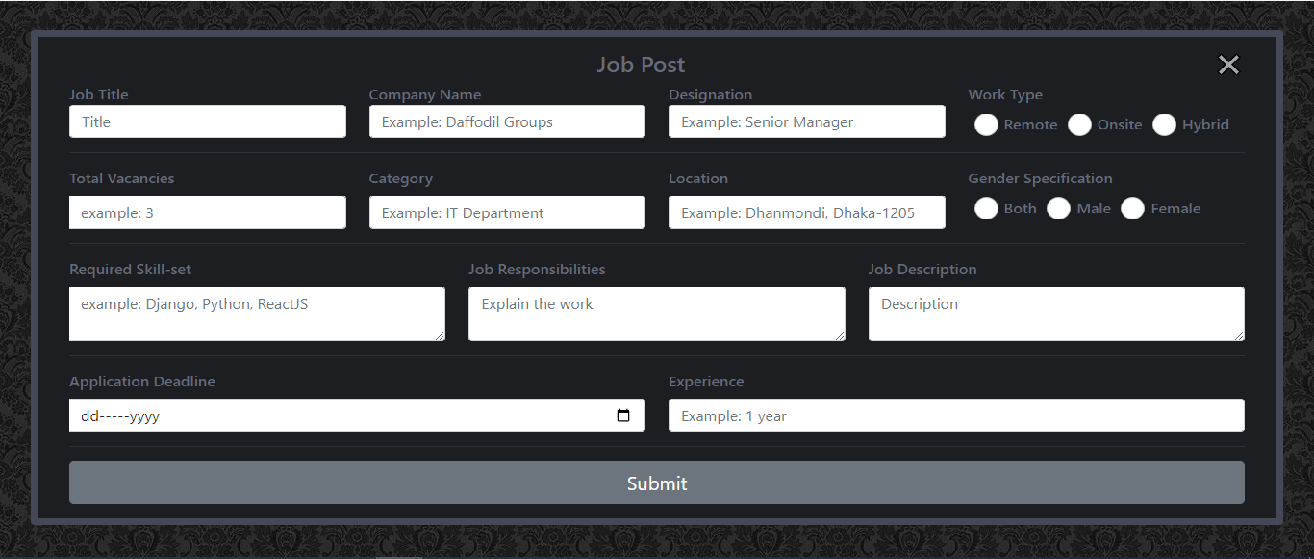 Job Post
Job Title Company Name Designation Work Type
Title Example: Daffodil Groups Example: Senior Manager Remote Onsite Hybrid
Total Vacancies Category Location Gender Specification
example: 3 Example: IT Department Example: Dhanmondi, Dhaka-1205 Both Male Female
Required Skill-set Job Responsibilities Job Description
example: Django, Python, ReacUS Explain the work Description
Application Deadline Experience
dd-----yyyy Example: 1 year
Submit